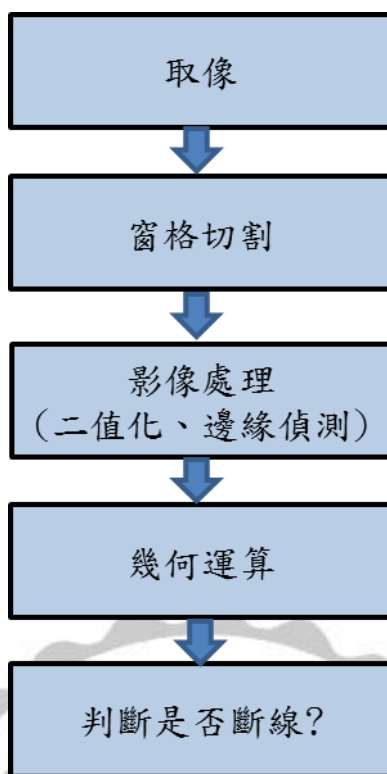 取像
窗格切割
影像處理
(二值化、邊緣偵測)
幾何運算
判斷是否斷線?